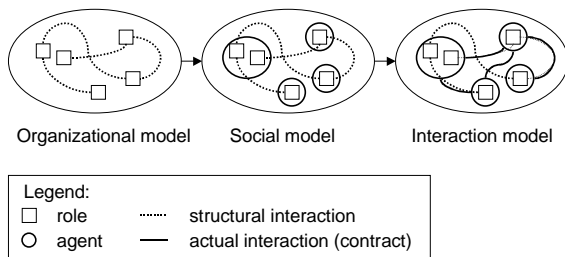 Organizational model Social model Interaction model
Legend:
role structural interaction
agent actual interaction (contract)